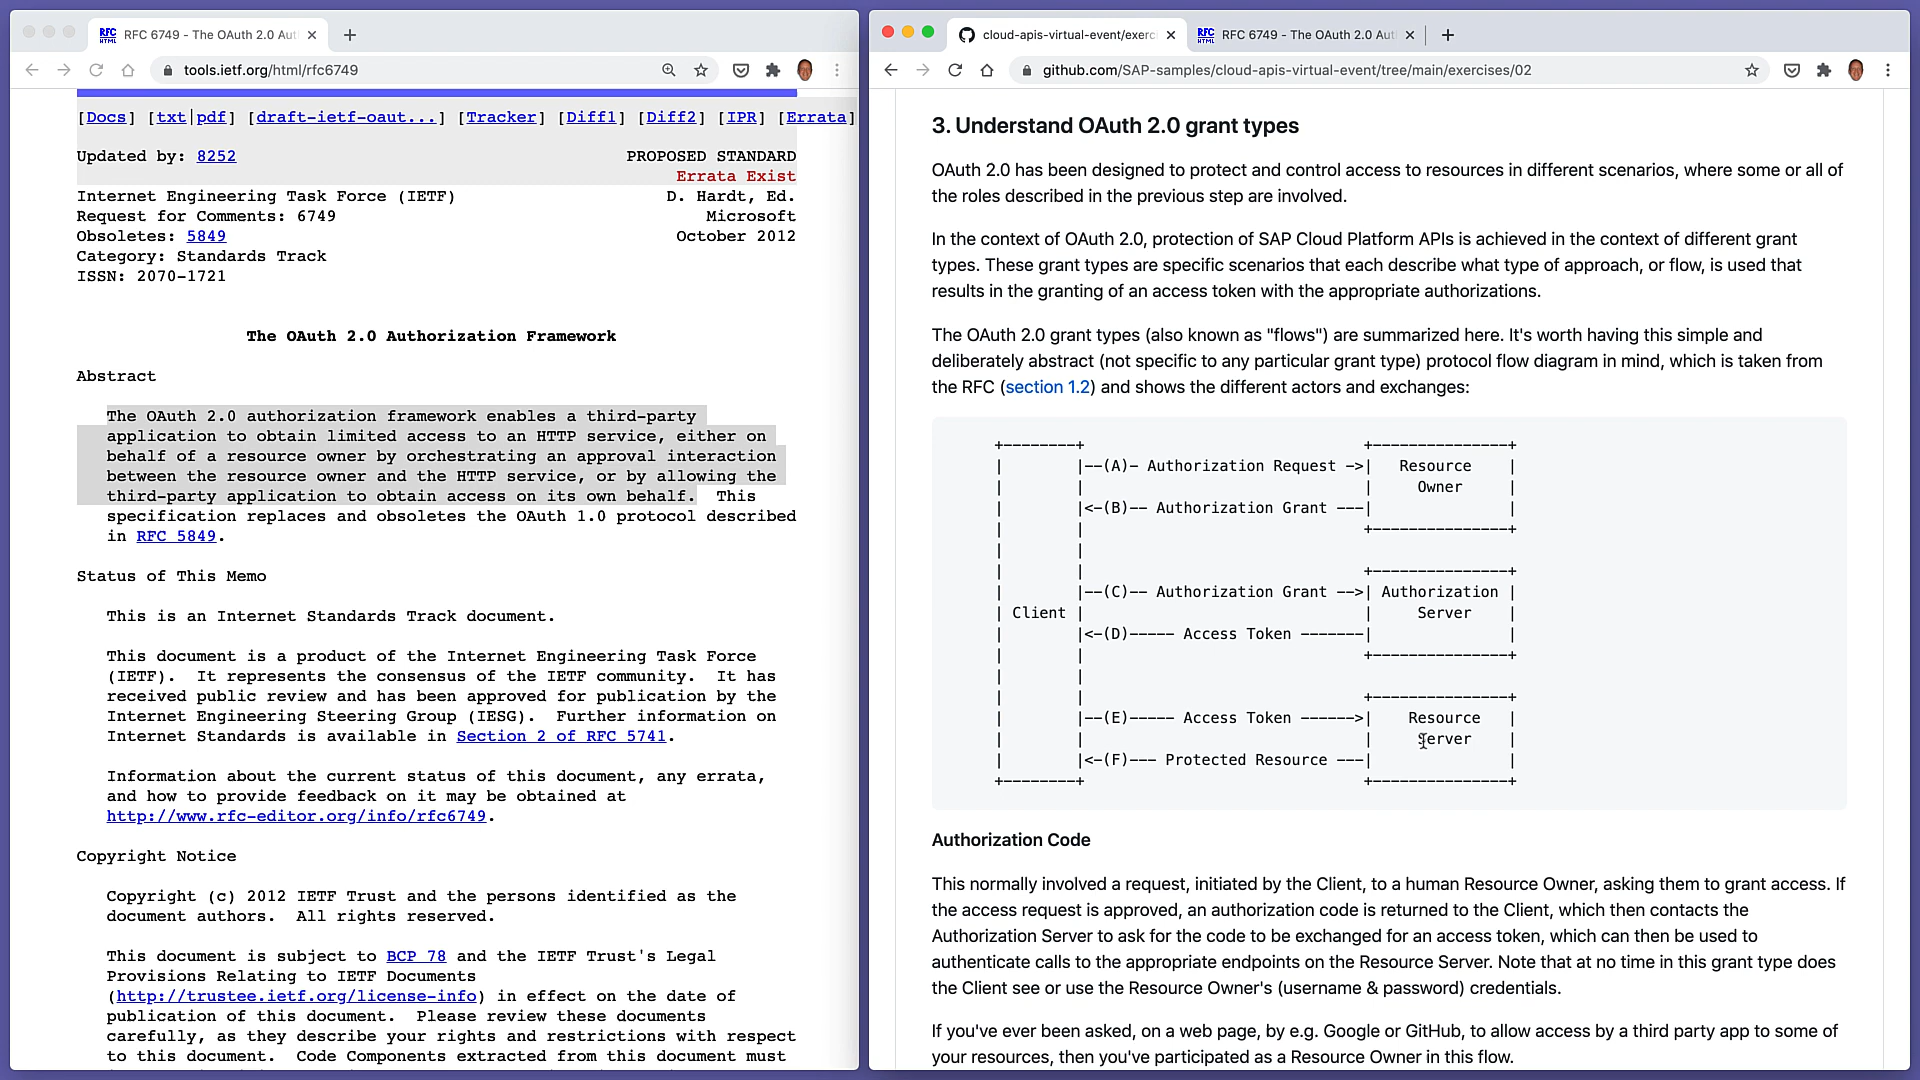 RFC 6749 - The OAuth 2.0 Aut
tools.ietf.org/html/rfc6749
[Docs] [txt|pdf] [draft-ietf-oaut...] [Tracker] [Diff1] [Diff2] [IPR] [Errata]
Updated by: 8252 PROPOSED STANDARD
Errata Exist
Internet Engineering Task Force (IETF) D. Hardt, Ed.
Request for Comments: 6749 Microsoft
Obsoletes: 5849 October 2012
Category: Standards Track
ISSN: 2070-1721
The OAuth 2.0 Authorization Framework
Abstract
The OAuth 2.0 authorization framework enables a third-party
application to obtain limited access to an HTTP service, either on
behalf of a resource owner by orchestrating an approval interaction
between the resource owner and the HTTP service, or by allowing the
third-party application to obtain access on its own behalf. This
specification replaces and obsoletes the OAuth 1.0 protocol described
in RFC 5849.
Status of This Memo
This is an Internet Standards Track document.
This document is a product of the Internet Engineering Task Force
(IETF). It represents the consensus of the IETF community. It has
received public review and has been approved for publication by the
Internet Engineering Steering Group (IESG). Further information on
Internet Standards is available in Section 2 of RFC 5741.
Information about the current status of this document, any errata,
and how to provide feedback on it may be obtained at
http://www.rfc-editor.org/info/rfc6749.
Copyright Notice
Copyright (c) 2012 IETF Trust and the persons identified as the
document authors. All rights reserved.
This document is subject to BCP 78 and the IETF Trust's Legal
Provisions Relating to IETF Documents
(http://trustee.ietf.org/license-info) in effect on the date of
publication of this document. Please review these documents
carefully, as they describe your rights and restrictions with respect
to this document. Code Components extracted from this document must
cloud-apis-virtual-event/exerc
RFC 6749 - The OAuth 2.0 Aut
github.com/SAP-samples/cloud-apis-virtual-event/tree/main/exercises/02
3. Understand OAuth 2.0 grant types
OAuth 2.0 has been designed to protect and control access to resources in different scenarios, where some or all of
the roles described in the previous step are involved.
In the context of OAuth 2.0, protection of SAP Cloud Platform APIs is achieved in the context of different grant
types. These grant types are specific scenarios that each describe what type of approach, or flow, is used that
results in the granting of an access token with the appropriate authorizations.
The OAuth 2.0 grant types (also known as "flows") are summarized here. It's worth having this simple and
deliberately abstract (not specific to any particular grant type) protocol flow diagram in mind, which is taken from
the RFC (section 1.2) and shows the different actors and exchanges:
+--------+                               +---------------+
|        |--(A)- Authorization Request ->|   Resource    |
|        |                               |     Owner     |
|        |<-(B)-- Authorization Grant ---|               |
|        |                               +---------------+
|        |
|        |                               +---------------+
|        |--(C)-- Authorization Grant -->| Authorization |
| Client |                               |     Server    |
|        |<-(D)----- Access Token -------|               |
|        |                               +---------------+
|        |
|        |                               +---------------+
|        |--(E)----- Access Token ------>|    Resource   |
|        |                               |     Server    |
|        |<-(F)--- Protected Resource ---|               |
+--------+                               +---------------+
Authorization Code
This normally involved a request, initiated by the Client, to a human Resource Owner, asking them to grant access. If
the access request is approved, an authorization code is returned to the Client, which then contacts the
Authorization Server to ask for the code to be exchanged for an access token, which can then be used to
authenticate calls to the appropriate endpoints on the Resource Server. Note that at no time in this grant type does
the Client see or use the Resource Owner's (username & password) credentials.
If you've ever been asked, on a web page, by e.g. Google or GitHub, to allow access by a third party app to some of
your resources, then you've participated as a Resource Owner in this flow.